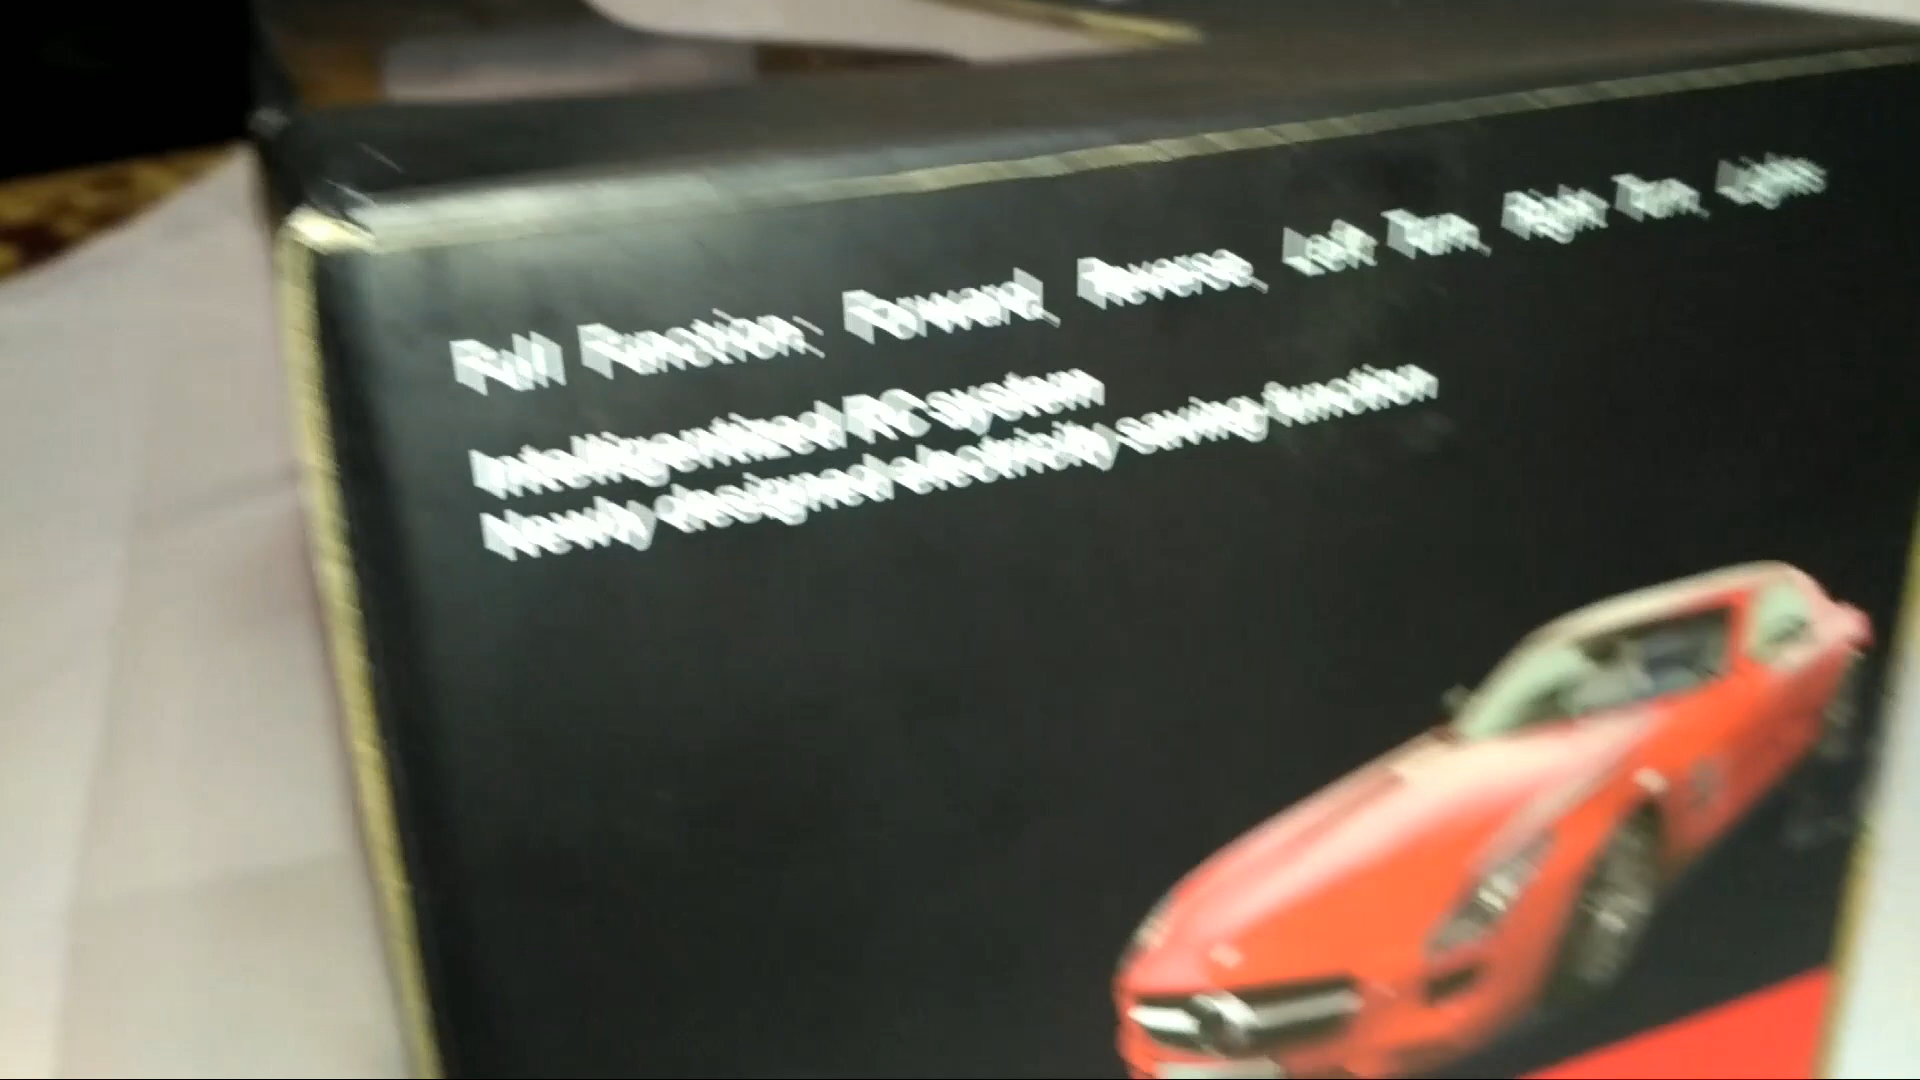 Full Function: Forward, Reverse, Left Turn, Right Turn, Lights
Intelligentized RC system
Newly-designed electricity-saving function